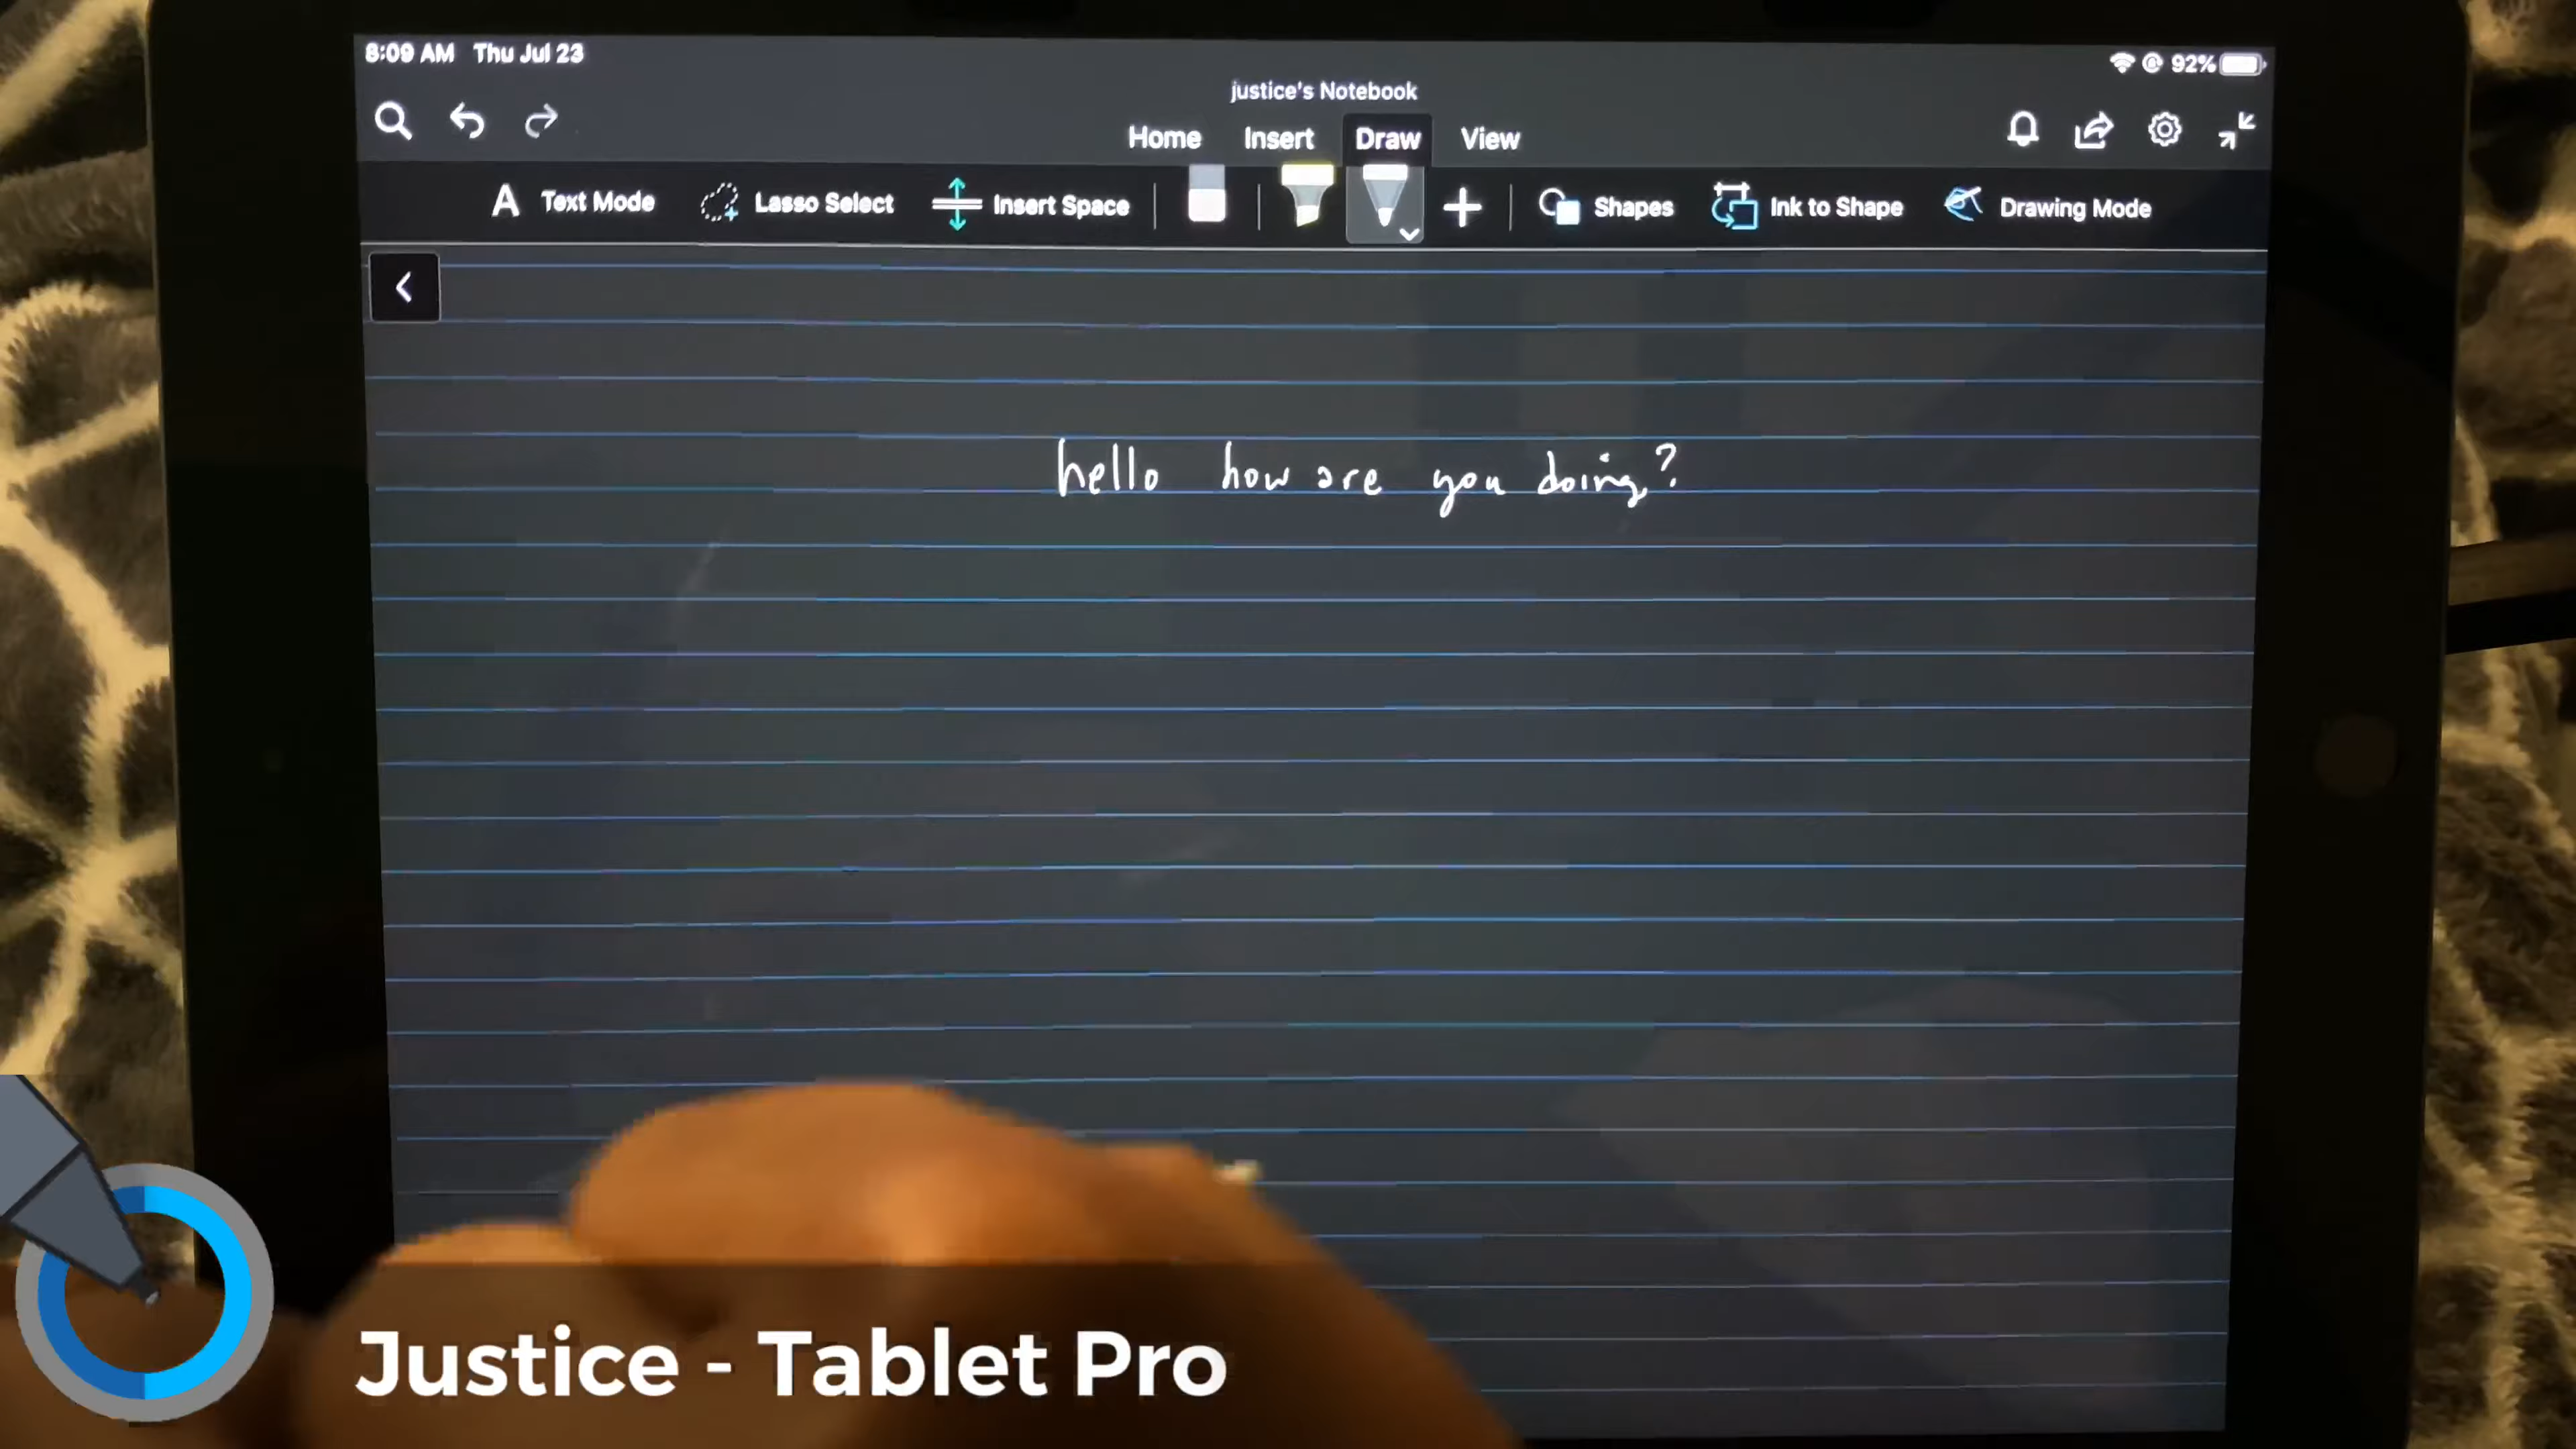 8:09 AM Thu Jul 23
92%
justice's Notebook
Home Insert Draw View
A Text Mode Lasso Select Insert Space Shapes Ink to Shape Drawing Mode
hello how are you doing?
Justice - Tablet Pro